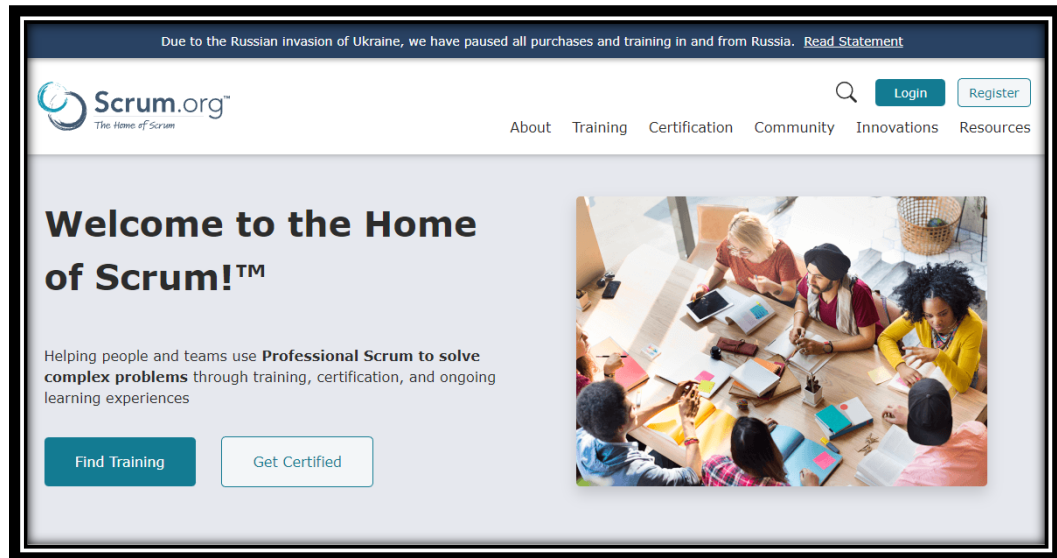 Due to the Russian invasion of Ukraine, we have paused all purchases and training in and from Russia. Read Statement
Scrum.org™
The Home of Scrum
Login
Register
About Training Certification Community Innovations Resources
Welcome to the Home
of Scrum!™
Helping people and teams use Professional Scrum to solve
complex problems through training, certification, and ongoing
learning experiences
Find Training
Get Certified